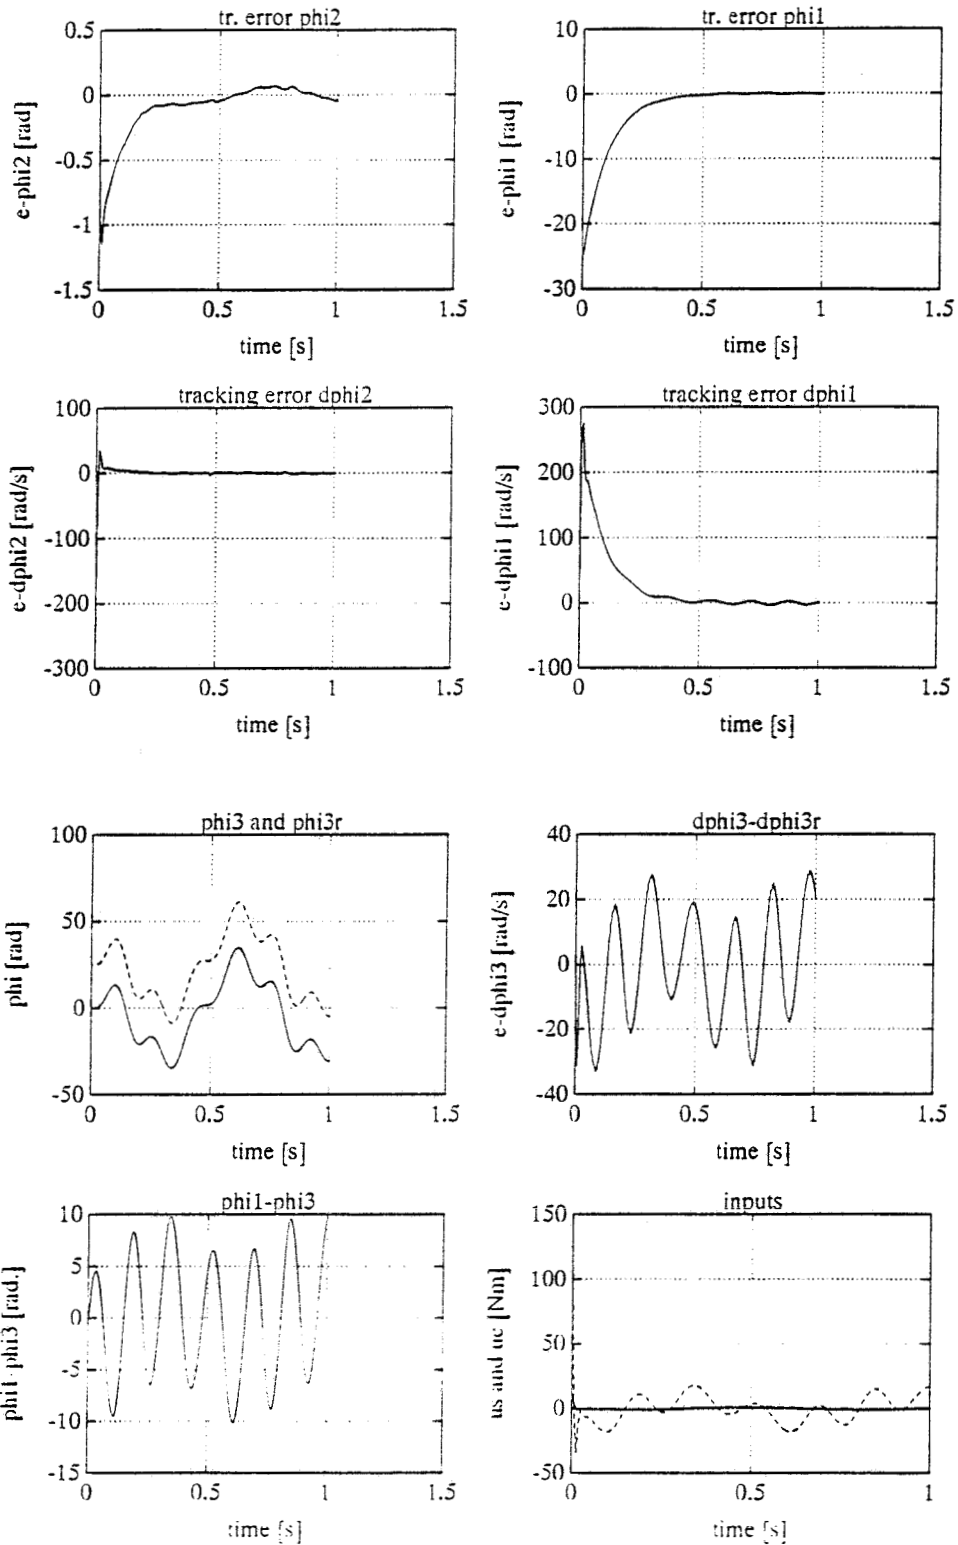 tr. error phi2
0.5
0
-0.5
-1
-1.5
e-phi2 [rad]
0 0.5 1 1.5
time [s]
tr. error phi1
10
0
-10
-20
-30
e-phi1 [rad]
0 0.5 1 1.5
time [s]
tracking error dphi2
100
0
-100
-200
-300
e-dphi2 [rad/s]
0 0.5 1 1.5
time [s]
tracking error dphi1
300
200
100
0
-100
e-dphi1 [rad/s]
0 0.5 1 1.5
time [s]
phi3 and phi3r
100
50
0
-50
phi [rad]
0 0.5 1 1.5
time [s]
dphi3-dphi3r
40
20
0
-20
-40
e-dphi3 [rad/s]
0 0.5 1 1.5
time [s]
phi1-phi3
10
5
0
-5
-10
-15
phi1-phi3 [rad.]
0 0.5 1 1.5
time [s]
inputs
150
100
50
0
-50
us and uc [Nm]
0 0.5 1
time [s]